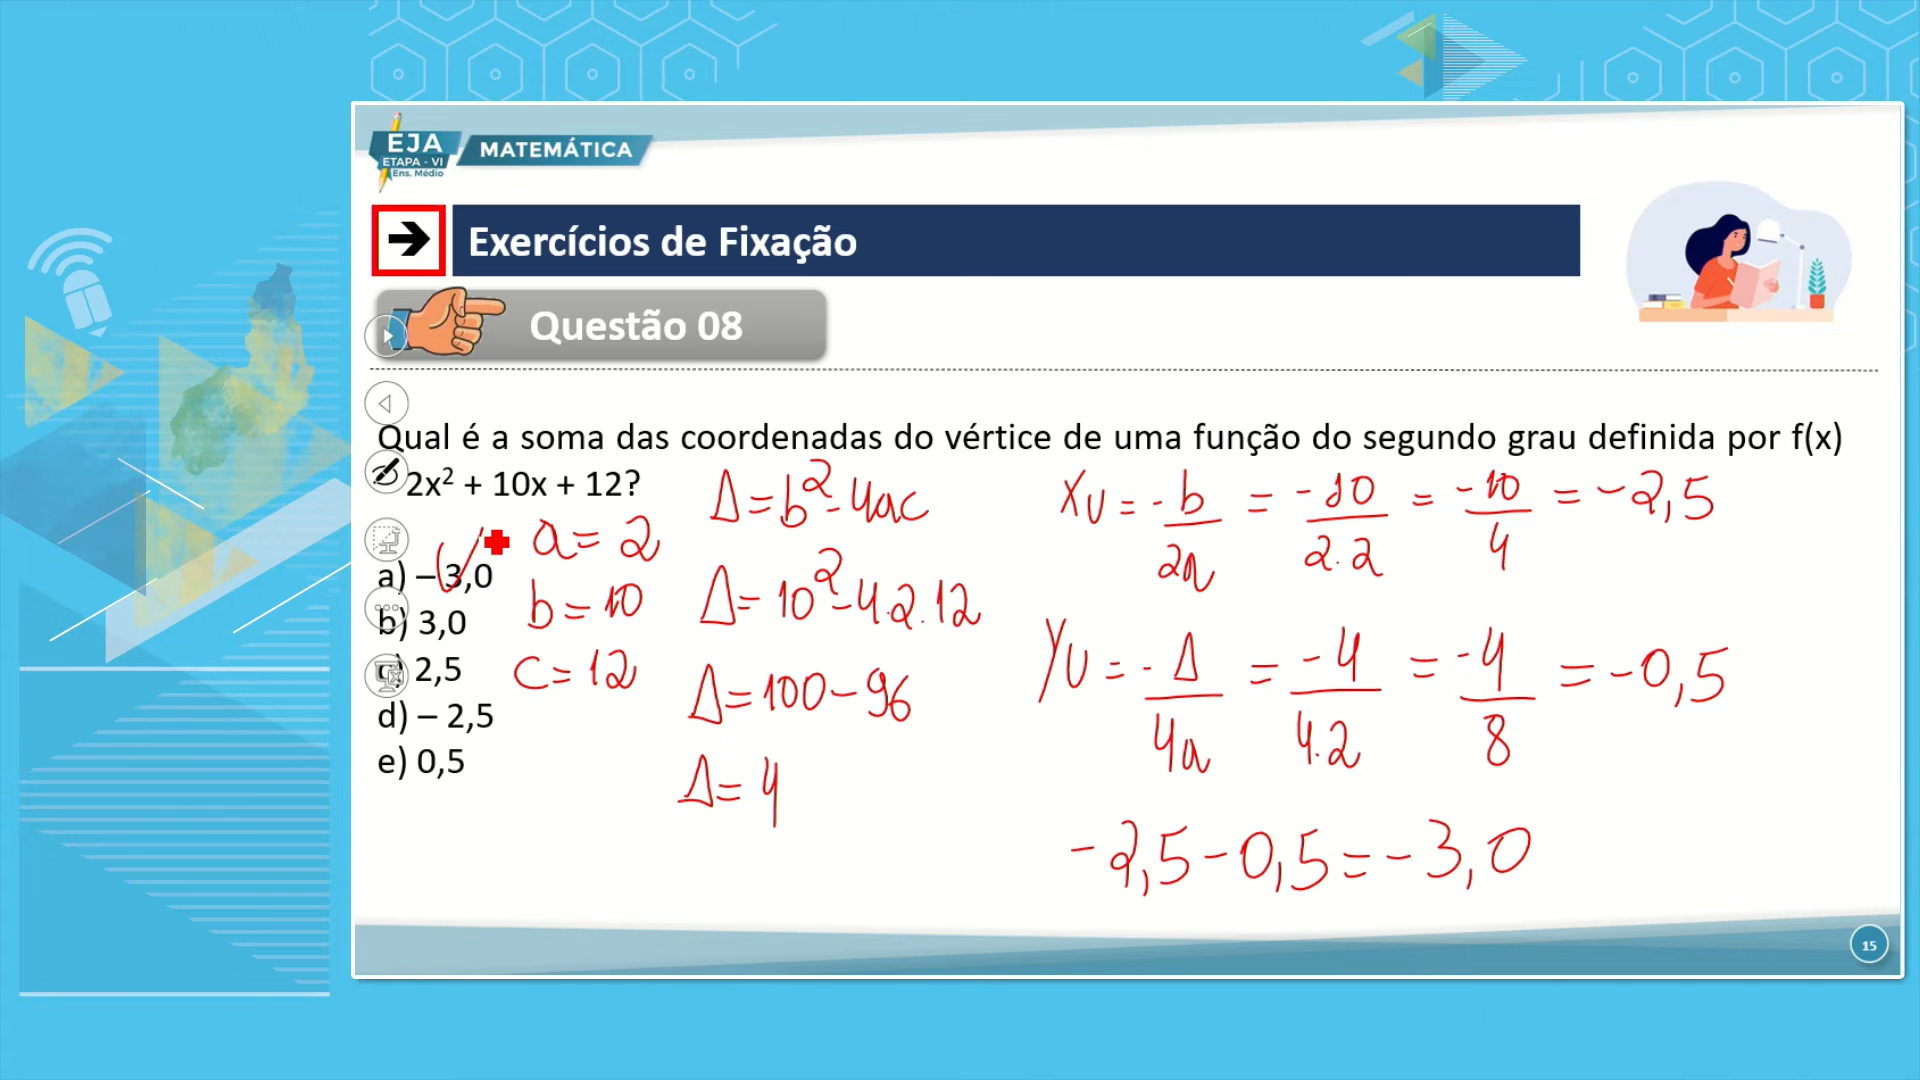 EJA
ETAPA - VI
Ens. Médio
MATEMÁTICA
Exercícios de Fixação
Questão 08
Qual é a soma das coordenadas do vértice de uma função do segundo grau definida por f(x)
2x² + 10x + 12?
a) – 3,0
b) 3,0
c) 2,5
d) – 2,5
e) 0,5
a = 2
b = 10
c = 12
Δ = b² - 4ac
Δ = 10² - 4.2.12
Δ = 100 - 96
Δ = 4
XV = -b/2a = -10/2.2 = -10/4 = -2,5
YV = -Δ/4a = -4/4.2 = -4/8 = -0,5
-2,5 - 0,5 = -3,0
15